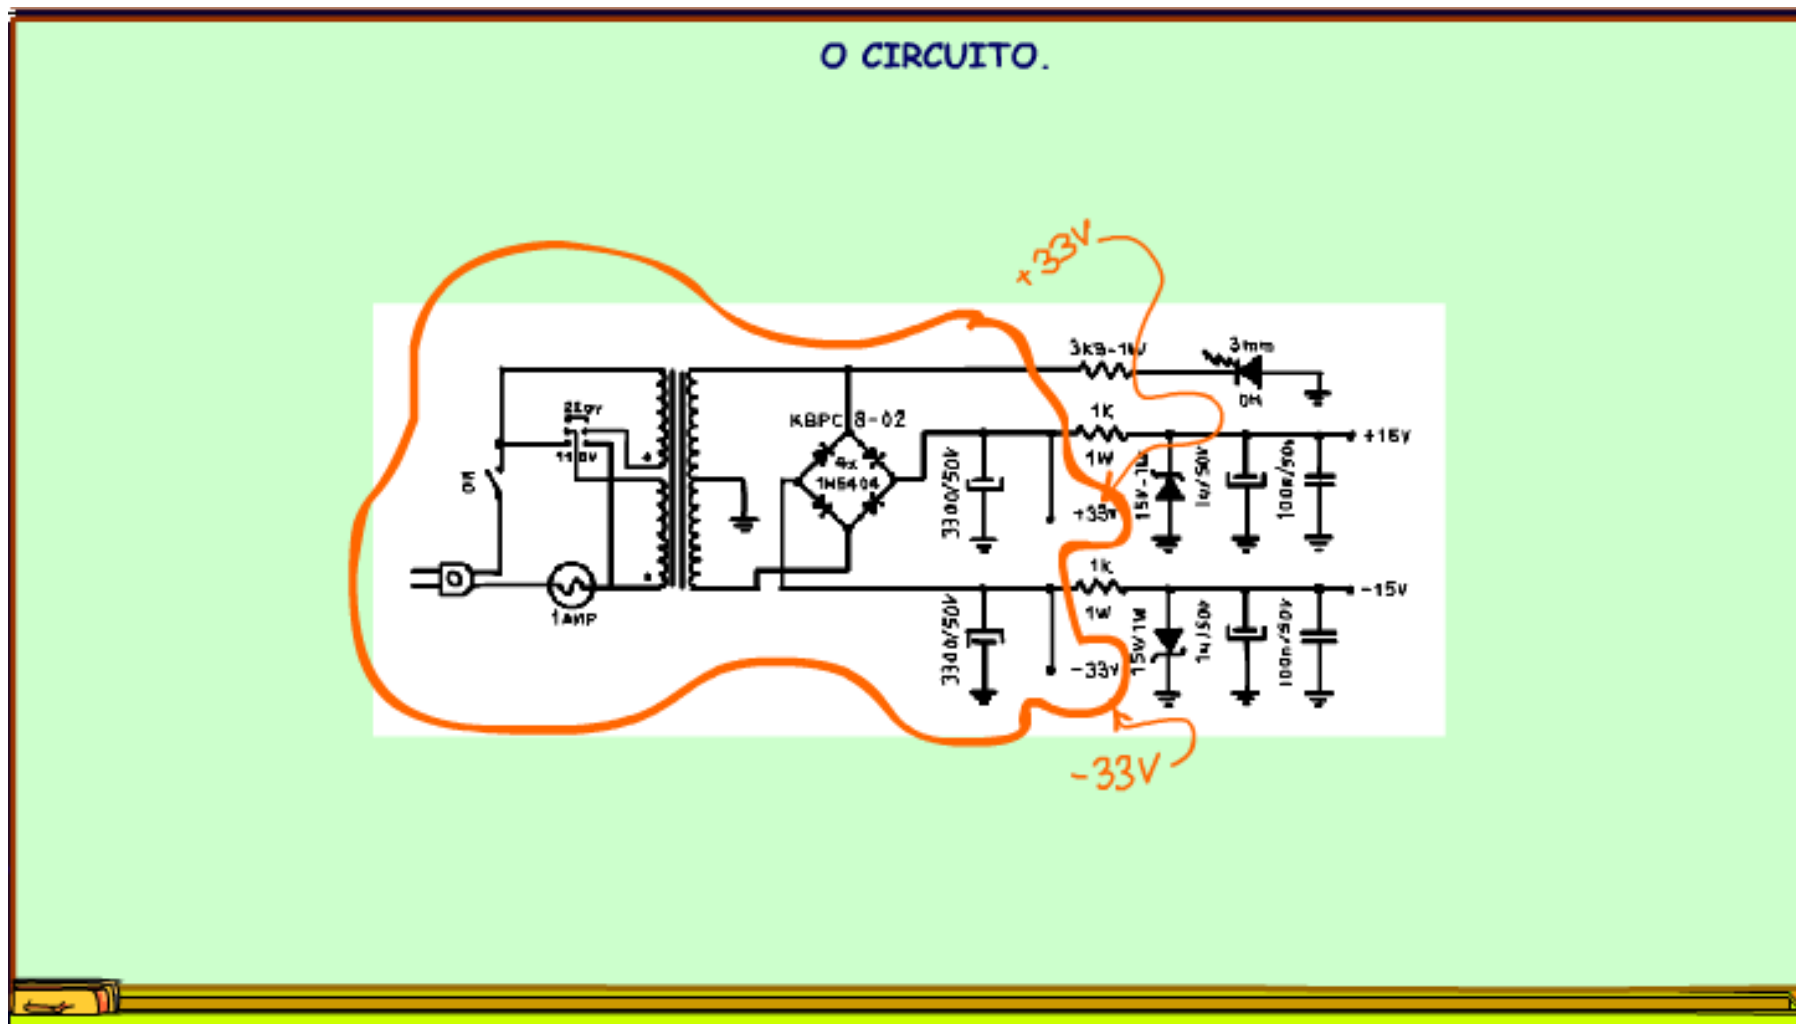 O CIRCUITO.
+33V
3K3-1W
3mm
ON
220V
110V
KBPC 8-02
4x
1N5404
1K
1W
+15V
ON
3300/50V
+33V
15V-1W
1u/50V
100n/50V
1AMP
1K
1W
-15V
3300/50V
-33V
15V/1W
1u/50V
100n/50V
-33V